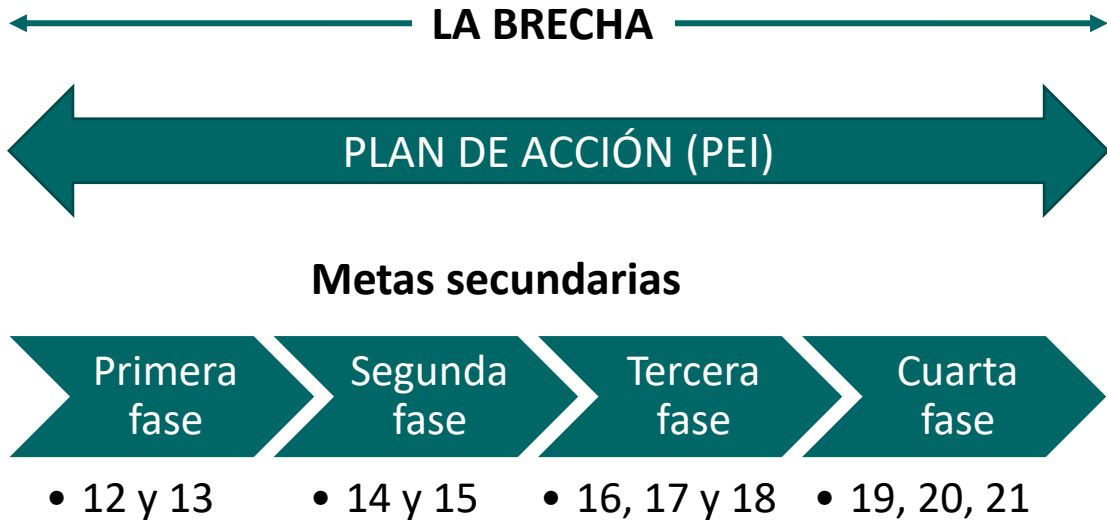 LA BRECHA
PLAN DE ACCIÓN (PEI)
Metas secundarias
Primera
fase
Segunda
fase
Tercera
fase
Cuarta
fase
• 12 y 13
• 14 y 15
• 16, 17 y 18
• 19, 20, 21